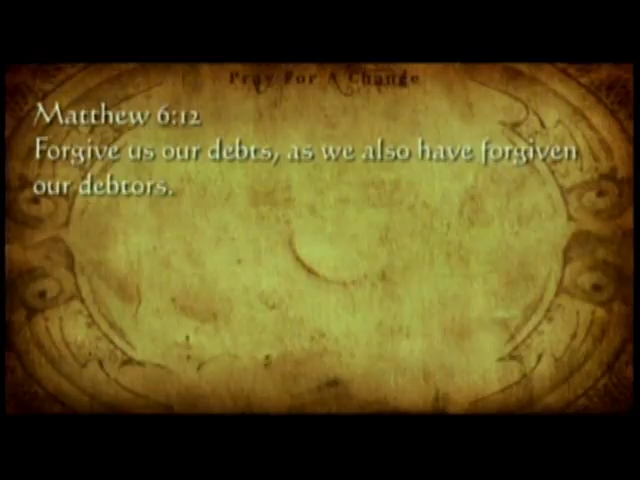 Pray For A Change
Matthew 6:12
Forgive us our debts, as we also have forgiven
our debtors.